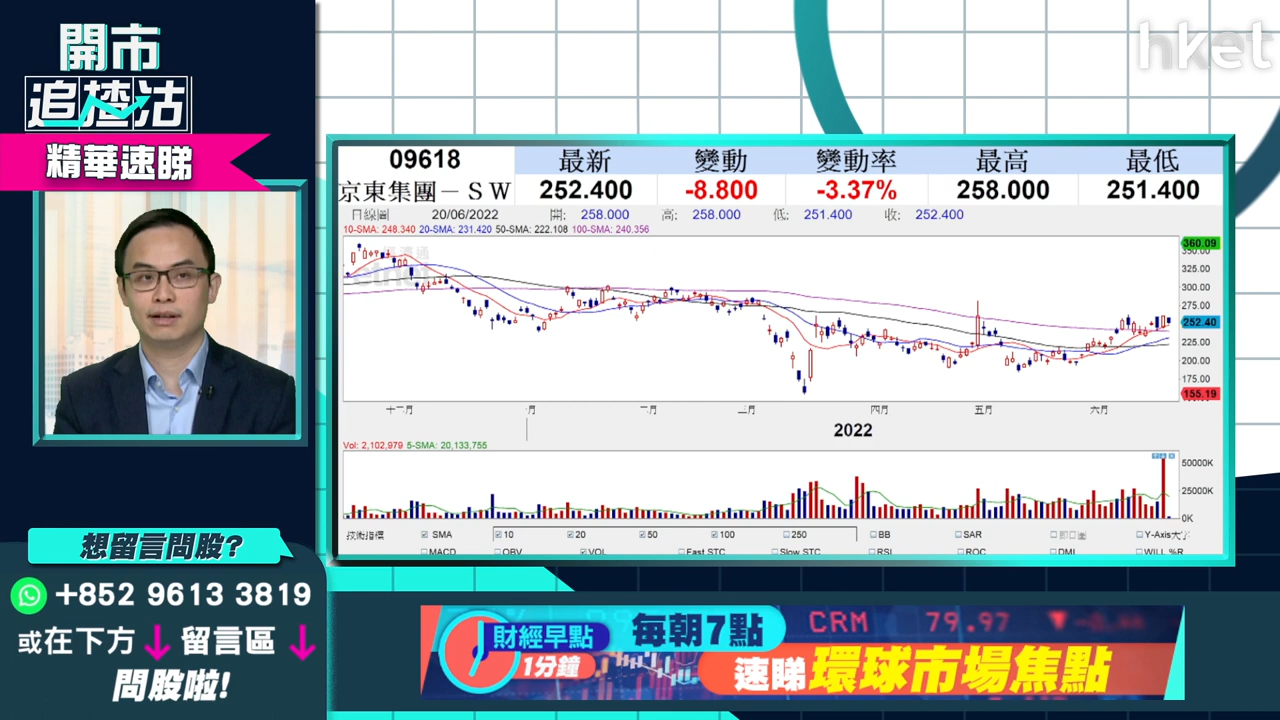 hket
開市
追揸沽
精華速睇
想留言問股?
+852 9613 3819
或在下方 留言區
問股啦!
09618 最新 變動 變動率 最高 最低
京東集團－ＳＷ 252.400 -8.800 -3.37% 258.000 251.400
日線圖 20/06/2022 開: 258.000 高: 258.000 低: 251.400 收: 252.400
10-SMA: 248.340 20-SMA: 231.420 50-SMA: 222.108 100-SMA: 240.356
360.09
350.00
325.00
300.00
275.00
252.40
225.00
200.00
175.00
155.19
十二月 一月 二月 三月 四月 五月 六月
2022
Vol: 2,102,979 5-SMA: 20,133,755
50000K
25000K
0K
技術指標 SMA 10 20 50 100 250 BB SAR Y-Axis大字
MACD OBV VOL Fast STC Slow STC RSI ROC DMI WILL %R
財經早點
1分鐘
每朝7點
速睇環球市場焦點
CRM 79.97